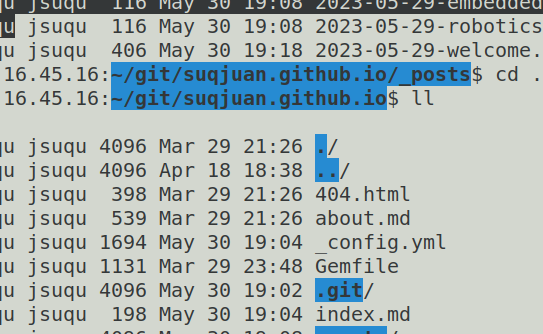 qu jsuqu 116 May 30 19:08 2023-05-29-embedded
qu jsuqu 116 May 30 19:08 2023-05-29-robotics
qu jsuqu 406 May 30 19:18 2023-05-29-welcome.
16.45.16:~/git/suqjuan.github.io/_posts$ cd .
16.45.16:~/git/suqjuan.github.io$ ll
qu jsuqu 4096 Mar 29 21:26 ./
qu jsuqu 4096 Apr 18 18:38 ../
qu jsuqu 398 Mar 29 21:26 404.html
qu jsuqu 539 Mar 29 21:26 about.md
qu jsuqu 1694 May 30 19:04 _config.yml
qu jsuqu 1131 Mar 29 23:48 Gemfile
qu jsuqu 4096 May 30 19:02 .git/
qu jsuqu 198 May 30 19:04 index.md